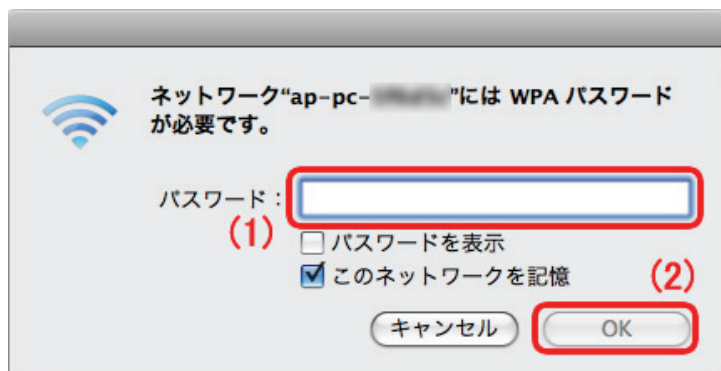 ネットワーク“ap-pc- ”には WPA パスワード
が必要です。
パスワード：
(1)
パスワードを表示
このネットワークを記憶
(2)
キャンセル OK